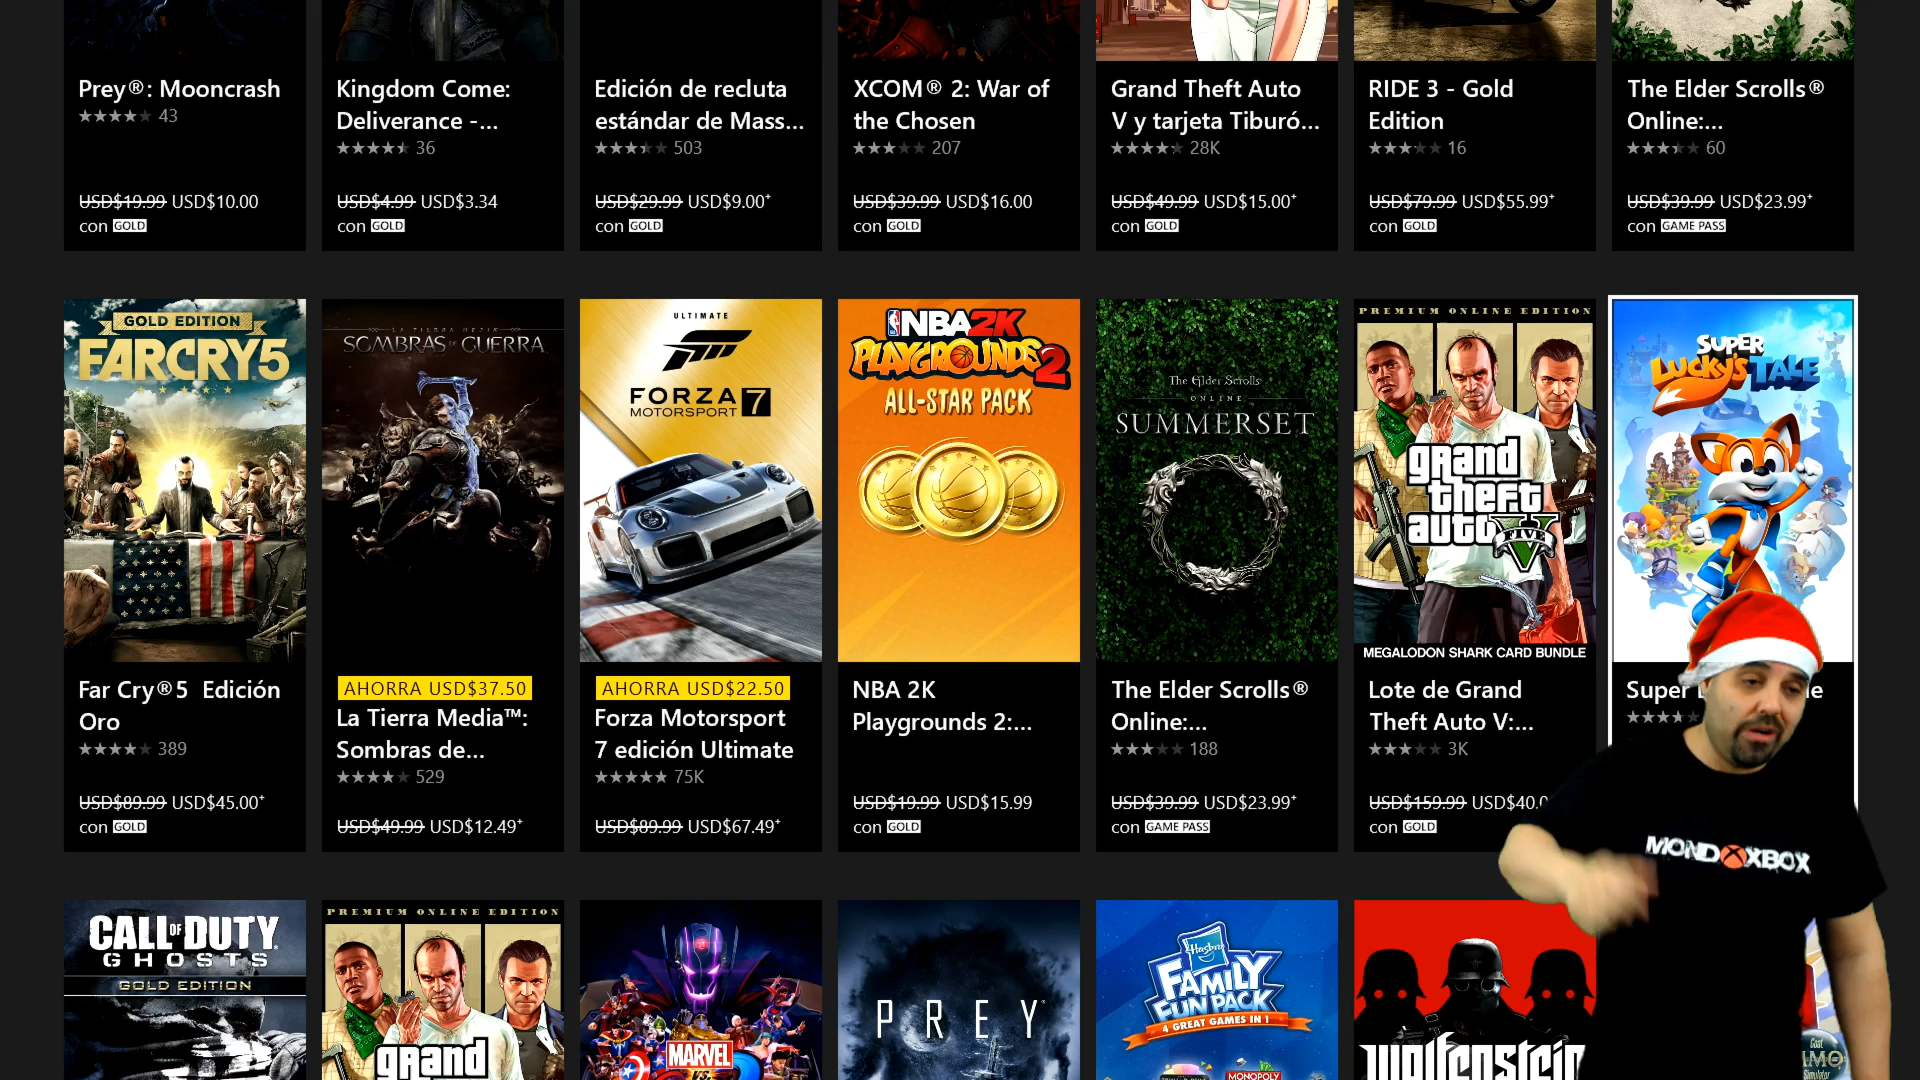 Prey®: Mooncrash
43
USD$19.99 USD$10.00
con GOLD
Kingdom Come:
Deliverance -...
36
USD$4.99 USD$3.34
con GOLD
Edición de recluta
estándar de Mass...
503
USD$29.99 USD$9.00+
con GOLD
XCOM® 2: War of
the Chosen
207
USD$39.99 USD$16.00
con GOLD
Grand Theft Auto
V y tarjeta Tiburó...
28K
USD$49.99 USD$15.00+
con GOLD
RIDE 3 - Gold
Edition
16
USD$79.99 USD$55.99+
con GOLD
The Elder Scrolls®
Online:...
60
USD$39.99 USD$23.99+
con GAME PASS
GOLD EDITION
FARCRY5
Far Cry®5 Edición
Oro
389
USD$89.99 USD$45.00+
con GOLD
LA TIERRA MEDIA
SOMBRAS DE GUERRA
AHORRA USD$37.50
La Tierra Media™:
Sombras de...
529
USD$49.99 USD$12.49+
ULTIMATE
FORZA
MOTORSPORT 7
AHORRA USD$22.50
Forza Motorsport
7 edición Ultimate
75K
USD$89.99 USD$67.49+
NBA2K
PLAYGROUNDS 2
ALL-STAR PACK
NBA 2K
Playgrounds 2:...
USD$19.99 USD$15.99
con GOLD
The Elder Scrolls
ONLINE
SUMMERSET
The Elder Scrolls®
Online:...
188
USD$39.99 USD$23.99+
con GAME PASS
PREMIUM ONLINE EDITION
grand
theft
auto V
FIVE
MEGALODON SHARK CARD BUNDLE
Lote de Grand
Theft Auto V:...
3K
USD$159.99 USD$40.0
con GOLD
SUPER
LUCKY'S TALE
Super
MONDOXBOX
CALL OF DUTY
GHOSTS
GOLD EDITION
PREMIUM ONLINE EDITION
grand
MARVEL
PREY
Hasbro
FAMILY
FUN PACK
4 GREAT GAMES IN 1
MONOPOLY
Wolfenstein